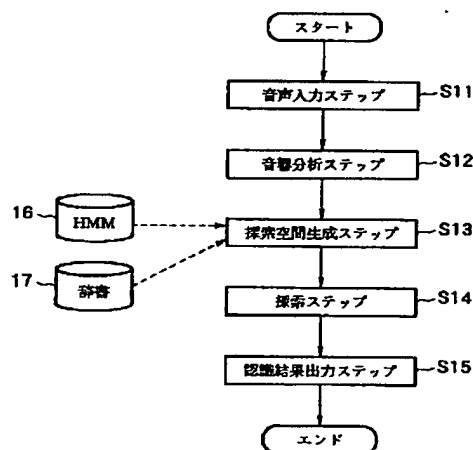 スタート
音声入力ステップ
S11
音響分析ステップ
S12
16
HMM
探索空間生成ステップ
S13
17
辞書
探索ステップ
S14
認識結果出力ステップ
S15
エンド